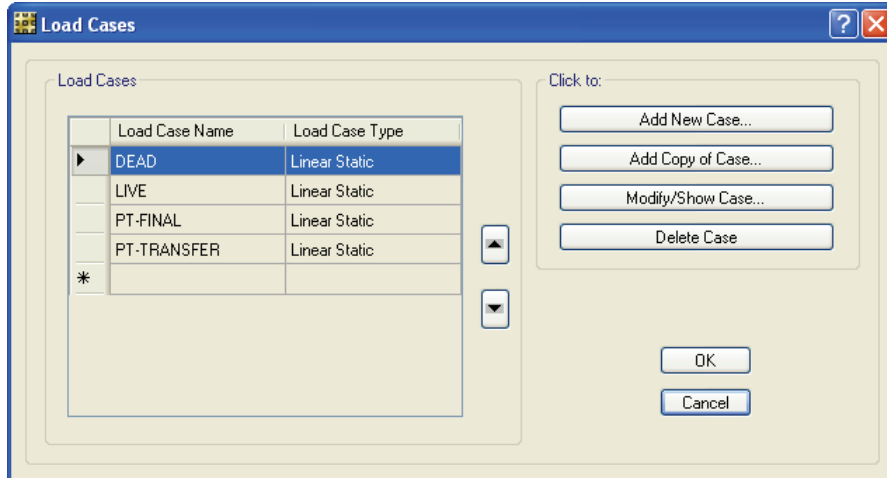 Load Cases
Load Cases
Click to:
Load Case Name Load Case Type
DEAD Linear Static
LIVE Linear Static
PT-FINAL Linear Static
PT-TRANSFER Linear Static
Add New Case...
Add Copy of Case...
Modify/Show Case...
Delete Case
OK
Cancel